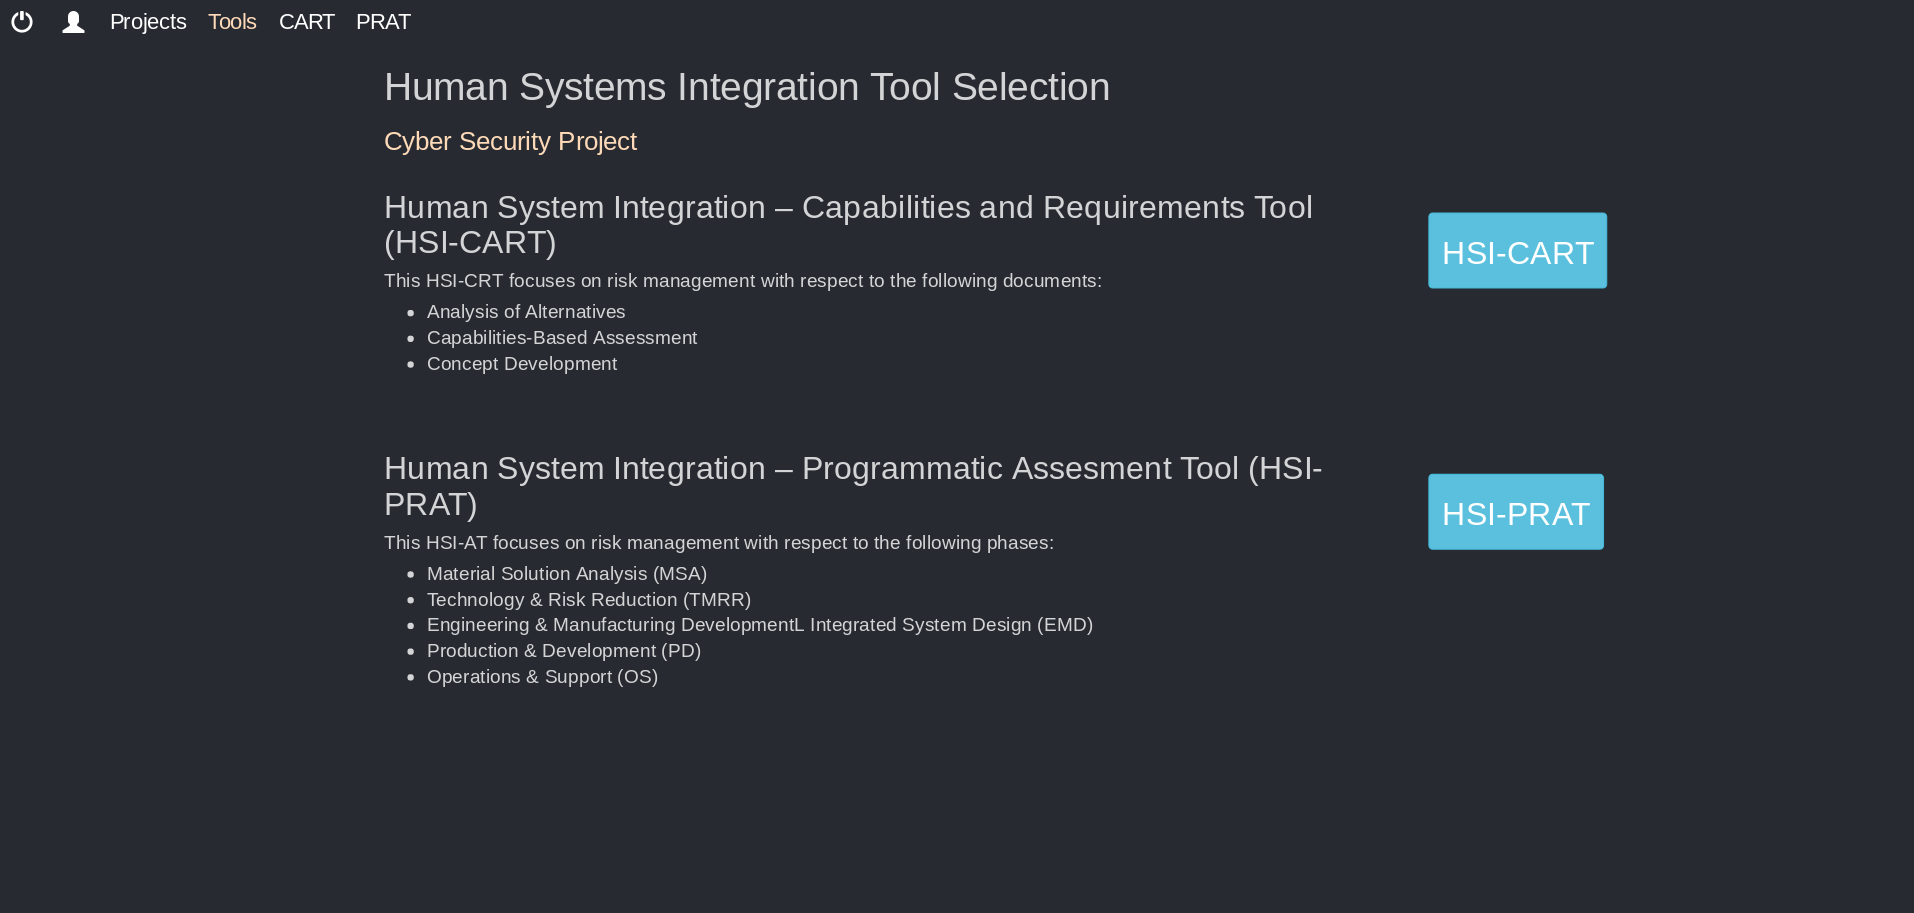 Projects Tools CART PRAT
Human Systems Integration Tool Selection
Cyber Security Project
Human System Integration – Capabilities and Requirements Tool
(HSI-CART)
HSI-CART
This HSI-CRT focuses on risk management with respect to the following documents:
Analysis of Alternatives
Capabilities-Based Assessment
Concept Development
Human System Integration – Programmatic Assesment Tool (HSI-
PRAT)
HSI-PRAT
This HSI-AT focuses on risk management with respect to the following phases:
Material Solution Analysis (MSA)
Technology & Risk Reduction (TMRR)
Engineering & Manufacturing DevelopmentL Integrated System Design (EMD)
Production & Development (PD)
Operations & Support (OS)